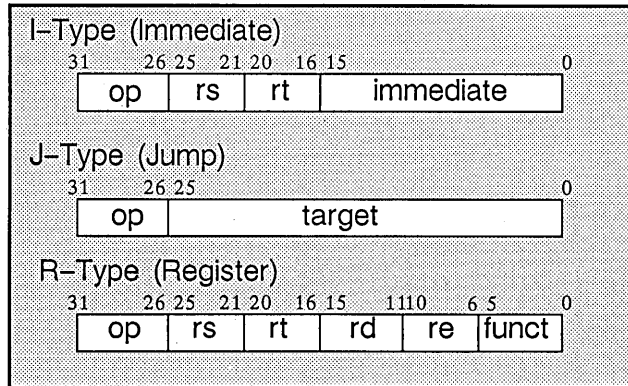 I-Type (Immediate)
31 26 25 21 20 16 15 0
op rs rt immediate
J-Type (Jump)
31 26 25 0
op target
R-Type (Register)
31 26 25 21 20 16 15 1110 6 5 0
op rs rt rd re funct